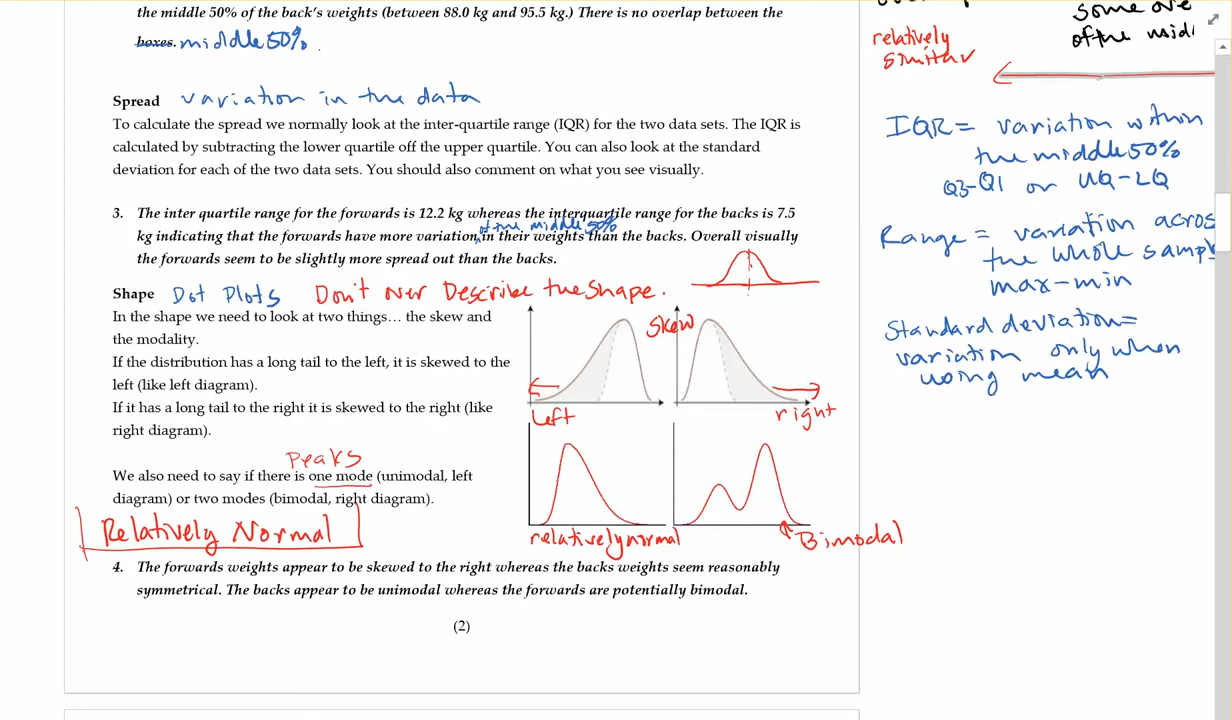 the middle 50% of the back's weights (between 88.0 kg and 95.5 kg.) There is no overlap between the
boxes. middle 50%.
Spread variation in the data
To calculate the spread we normally look at the inter-quartile range (IQR) for the two data sets. The IQR is
calculated by subtracting the lower quartile off the upper quartile. You can also look at the standard
deviation for each of the two data sets. You should also comment on what you see visually.
3. The inter quartile range for the forwards is 12.2 kg whereas the interquartile range for the backs is 7.5
of the middle 50%
kg indicating that the forwards have more variation in their weights than the backs. Overall visually
the forwards seem to be slightly more spread out than the backs.
Shape Dot Plots Don't over Describe the shape.
In the shape we need to look at two things… the skew and
the modality.
If the distribution has a long tail to the left, it is skewed to the
left (like left diagram).
If it has a long tail to the right it is skewed to the right (like
right diagram).
Skew
left
right
Peaks
We also need to say if there is one mode (unimodal, left
diagram) or two modes (bimodal, right diagram).
Relatively Normal
relatively normal
Bimodal
4. The forwards weights appear to be skewed to the right whereas the backs weights seem reasonably
symmetrical. The backs appear to be unimodal whereas the forwards are potentially bimodal.
(2)
some are
of the midd
relatively
similar
IQR = variation within
the middle 50%
Q3-Q1 or UQ-LQ
Range = variation acros
the whole sampl
max-min
Standard deviation=
variation only when
using mean